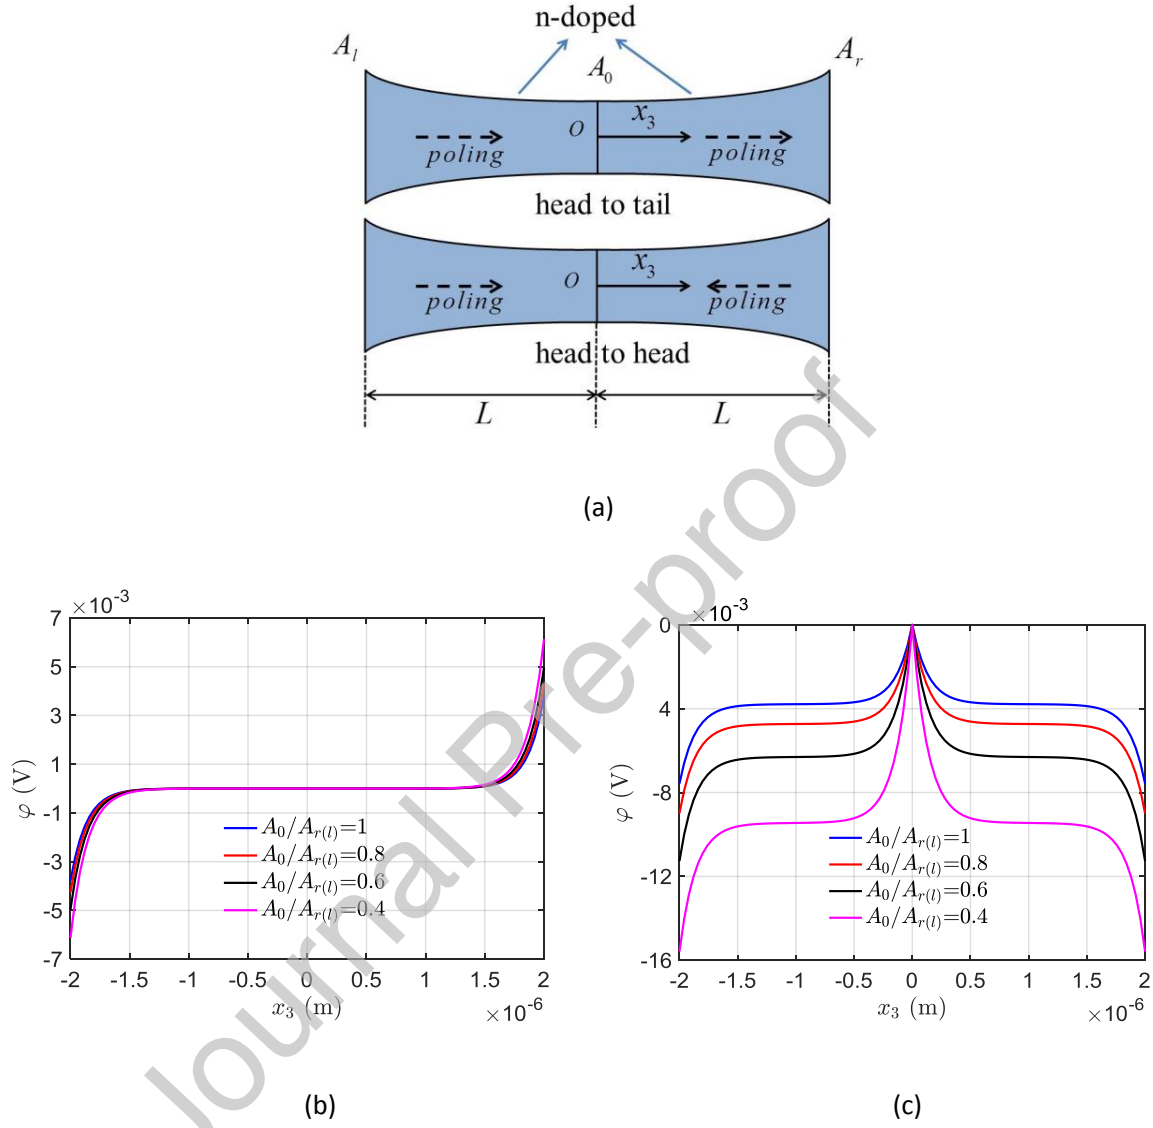 n-doped
A_l
A_0
A_r
O
x_3
poling
poling
head to tail
O
x_3
poling
poling
head to head
L
L
(a)
7
×10^-3
5
3
1
-1
-3
-5
-7
φ (V)
A_0/A_r(l)=1
A_0/A_r(l)=0.8
A_0/A_r(l)=0.6
A_0/A_r(l)=0.4
-2 -1.5 -1 -0.5 0 0.5 1 1.5 2
x_3 (m)
×10^-6
(b)
×10^-3
0
4
-8
-12
-16
φ (V)
A_0/A_r(l)=1
A_0/A_r(l)=0.8
A_0/A_r(l)=0.6
A_0/A_r(l)=0.4
-2 -1.5 -1 -0.5 0 0.5 1 1.5 2
x_3 (m)
×10^-6
(c)
Journal Pre-proof